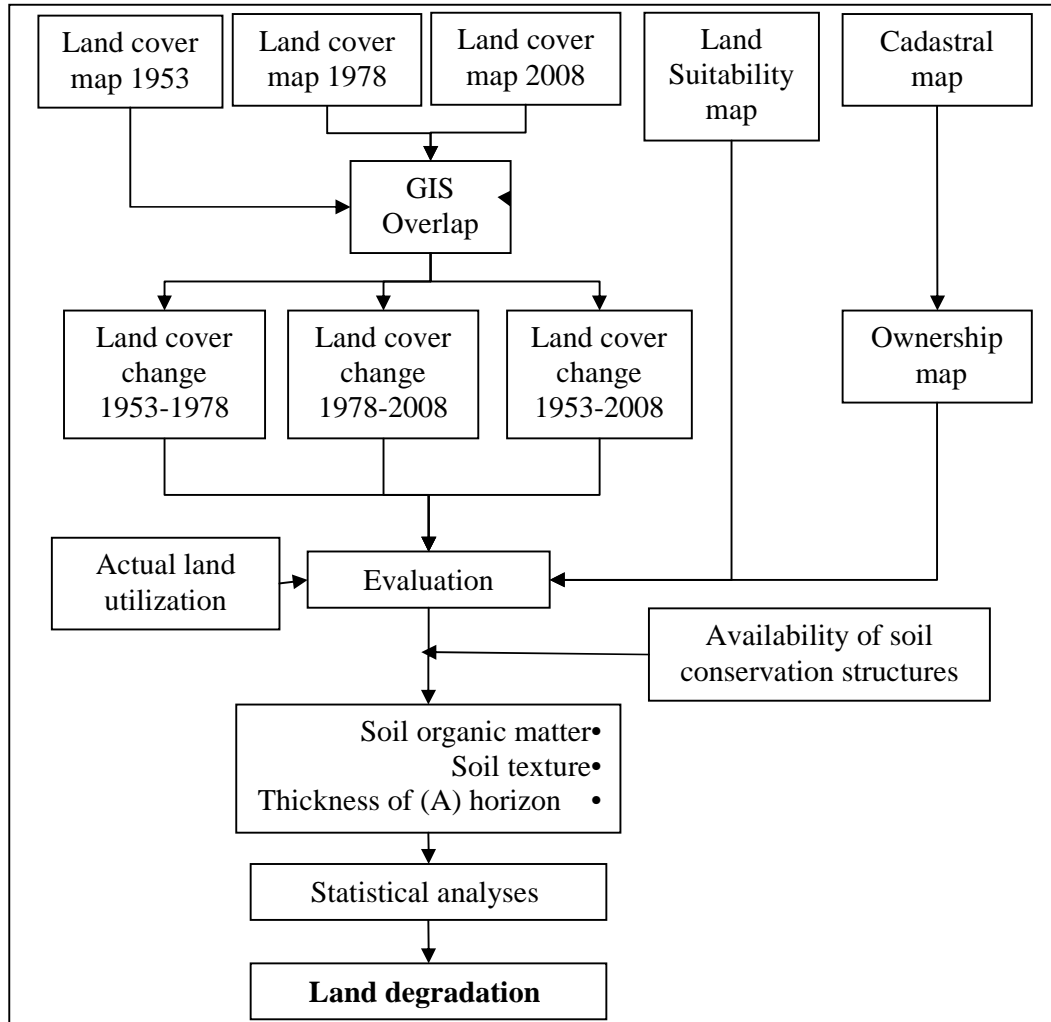 Land cover
map 1953
Land cover
map 1978
Land cover
map 2008
Land
Suitability
map
Cadastral
map
GIS
Overlap
Land cover
change
1953-1978
Land cover
change
1978-2008
Land cover
change
1953-2008
Ownership
map
Actual land
utilization
Evaluation
Availability of soil
conservation structures
Soil organic matter•
Soil texture•
Thickness of (A) horizon •
Statistical analyses
Land degradation